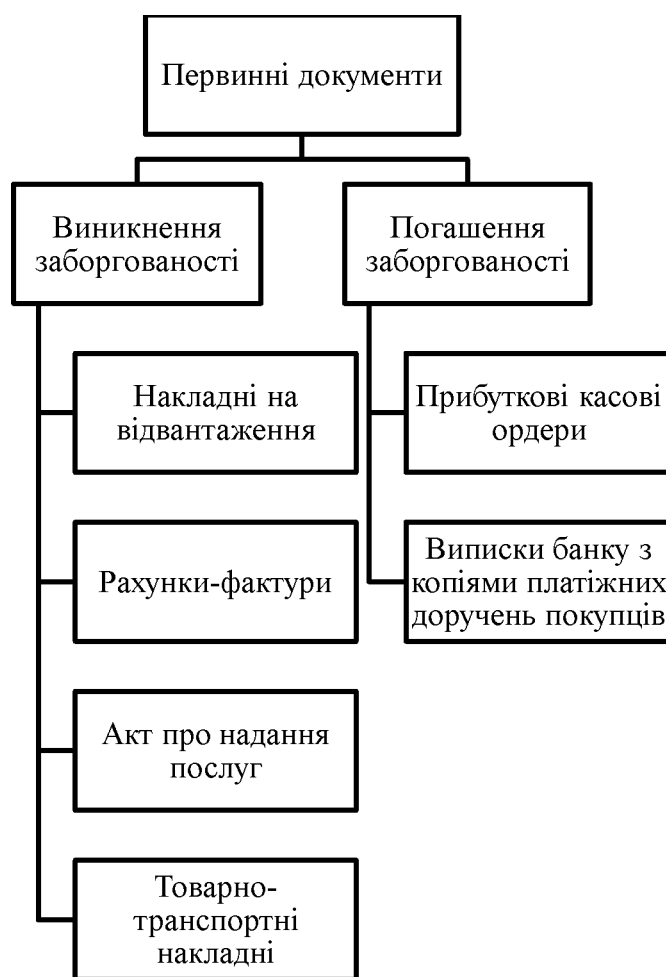 Первинні документи
Виникнення
заборгованості
Погашення
заборгованості
Накладні на
відвантаження
Прибуткові касові
ордери
Рахунки-фактури
Виписки банку з
копіями платіжних
доручень покупців
Акт про надання
послуг
Товарно-
транспортні
накладні